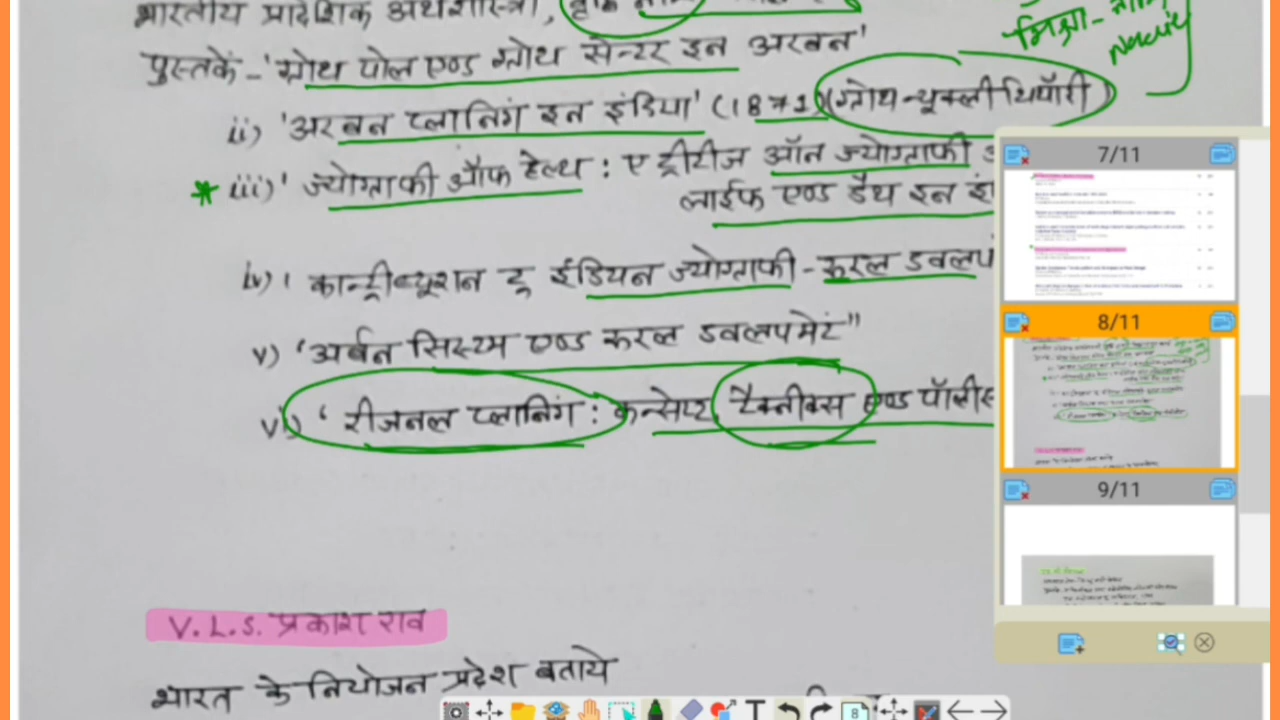 भारतीय प्रादेशिक अर्थशास्त्री,
पुस्तकें - 'ग्रोथ पोल एण्ड ग्रोथ सेन्टर इन अरबन'
मिश्रा -
ii) 'अरबन प्लानिंग इन इंडिया' (1871) (ग्रोथ न्यूक्ली थियॉरी)
* iii) ' ज्योग्राफी ऑफ हेल्थ : ए ट्रीटीज ऑन ज्योग्राफी
लाईफ एण्ड डैथ इन
iv) ' कान्ट्रीब्यूशन टू इंडियन ज्योग्राफी - रूरल डवलप
v) 'अर्बन सिस्टम एण्ड रूरल डवलपमेंट"
vi) ' रीजनल प्लानिंग : कन्सेप्ट, टैक्नीक्स एण्ड
V. L. S. प्रकाश राव
भारत के नियोजन प्रदेश बताये
7/11
8/11
9/11
T
8